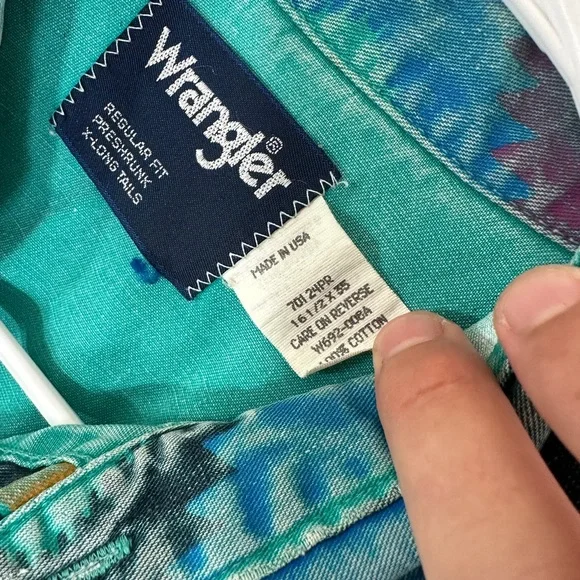 Wrangler®
REGULAR FIT
PRESHRUNK
X-LONG TAILS
MADE IN USA
70124PR
16 1/2 X 35
CARE ON REVERSE
W692-008A
100% COTTON